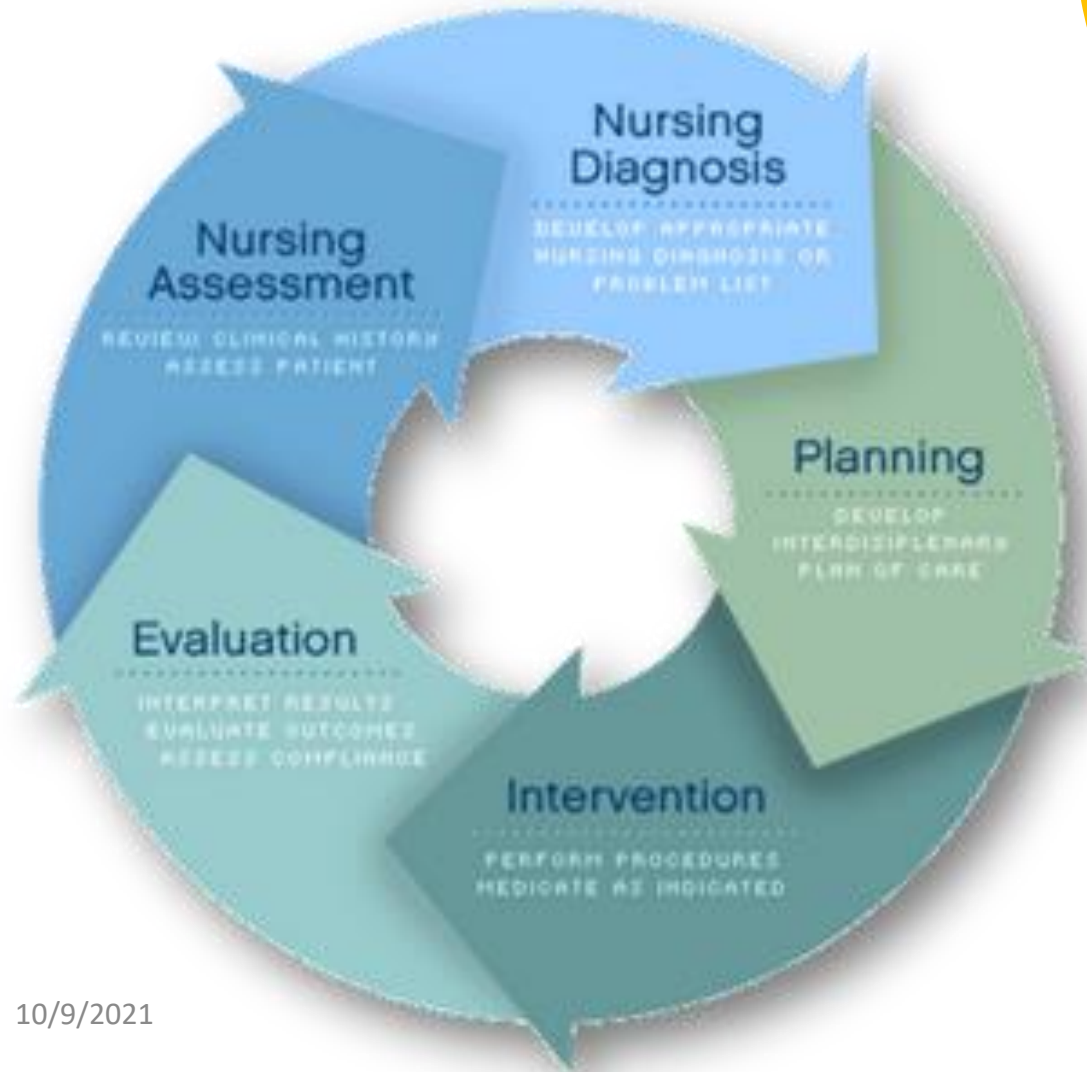 Nursing
Diagnosis
DEVELOP APPROPRIATE
NURSING DIAGNOSIS OR
PROBLEM LIST
Nursing
Assessment
REVIEW CLINICAL HISTORY
ASSESS PATIENT
Planning
DEVELOP
INTERDISIPLENARY
PLAN OF CARE
Evaluation
INTERPRET RESULTS
EVALUATE OUTCOMES
ASSESS COMPLIANCE
Intervention
PERFORM PROCEDURES
MEDICATE AS INDICATED
10/9/2021